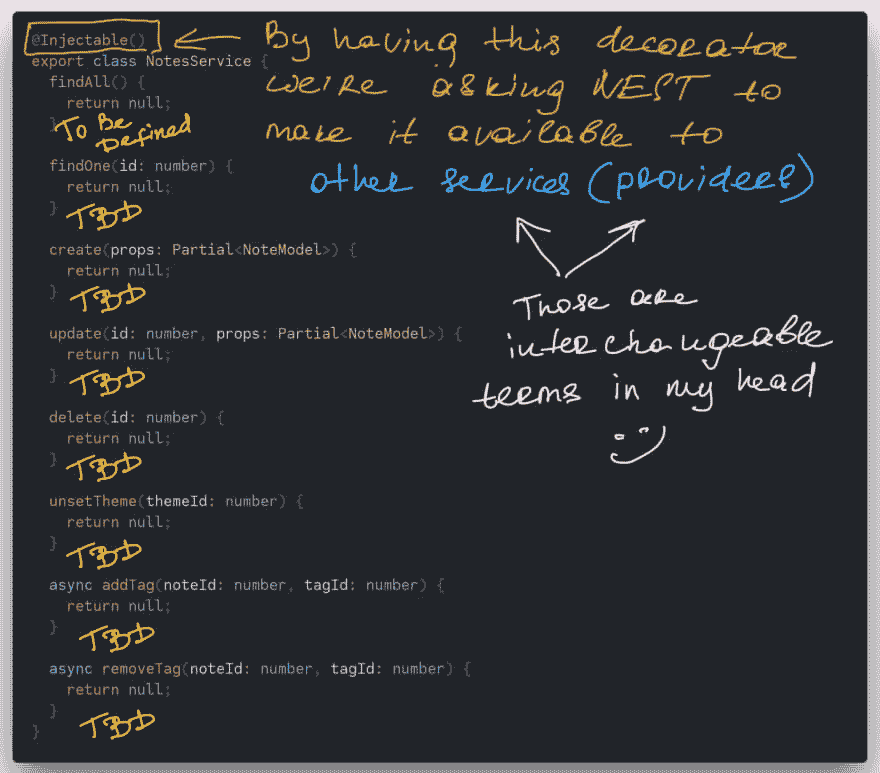 @Injectable()
export class NotesService {
findAll() {
return null;
}
To Be
Defined
findOne(id: number) {
return null;
}
TBD
create(props: Partial<NoteModel>) {
return null;
}
TBD
update(id: number, props: Partial<NoteModel>) {
return null;
}
TBD
delete(id: number) {
return null;
}
TBD
unsetTheme(themeId: number) {
return null;
}
TBD
async addTag(noteId: number, tagId: number) {
return null;
}
TBD
async removeTag(noteId: number, tagId: number) {
return null;
}
TBD
}
By having this decorator
we're asking NEST to
make it available to
other services (providers)
Those are
interchangeable
terms in my head